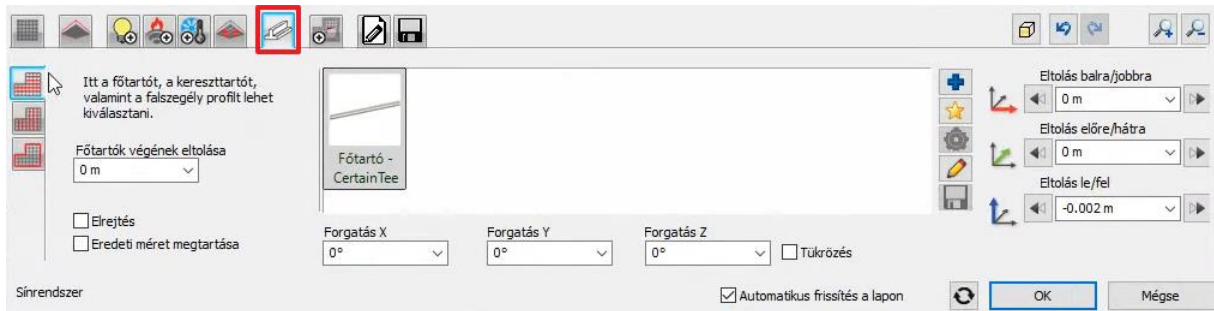 Itt a főtartót, a kereszttartót,
valamint a falszegély profilt lehet
kiválasztani.
Főtartók végének eltolása
0 m
Elrejtés
Eredeti méret megtartása
Főtartó -
CertainTee
Forgatás X
Forgatás Y
Forgatás Z
0°
0°
0°
Tükrözés
Eltolás balra/jobbra
0 m
Eltolás előre/hátra
0 m
Eltolás le/fel
-0.002 m
Sínrendszer
Automatikus frissítés a lapon
OK
Mégse